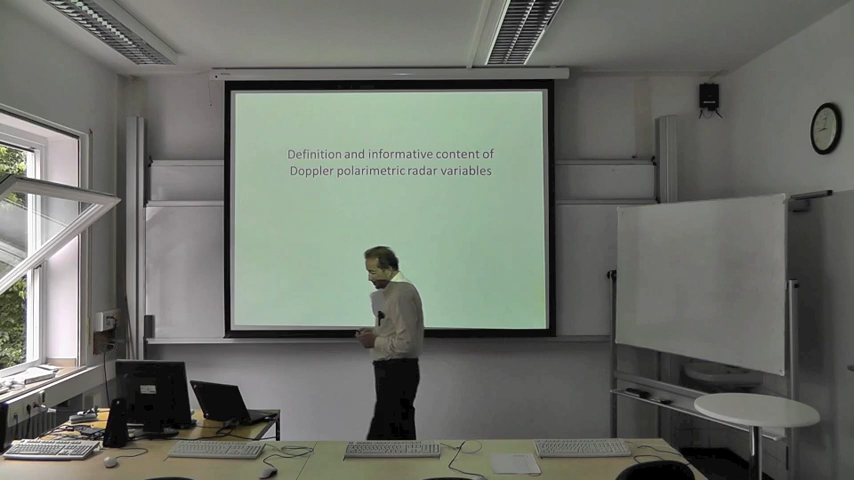 Definition and informative content of
Doppler polarimetric radar variables